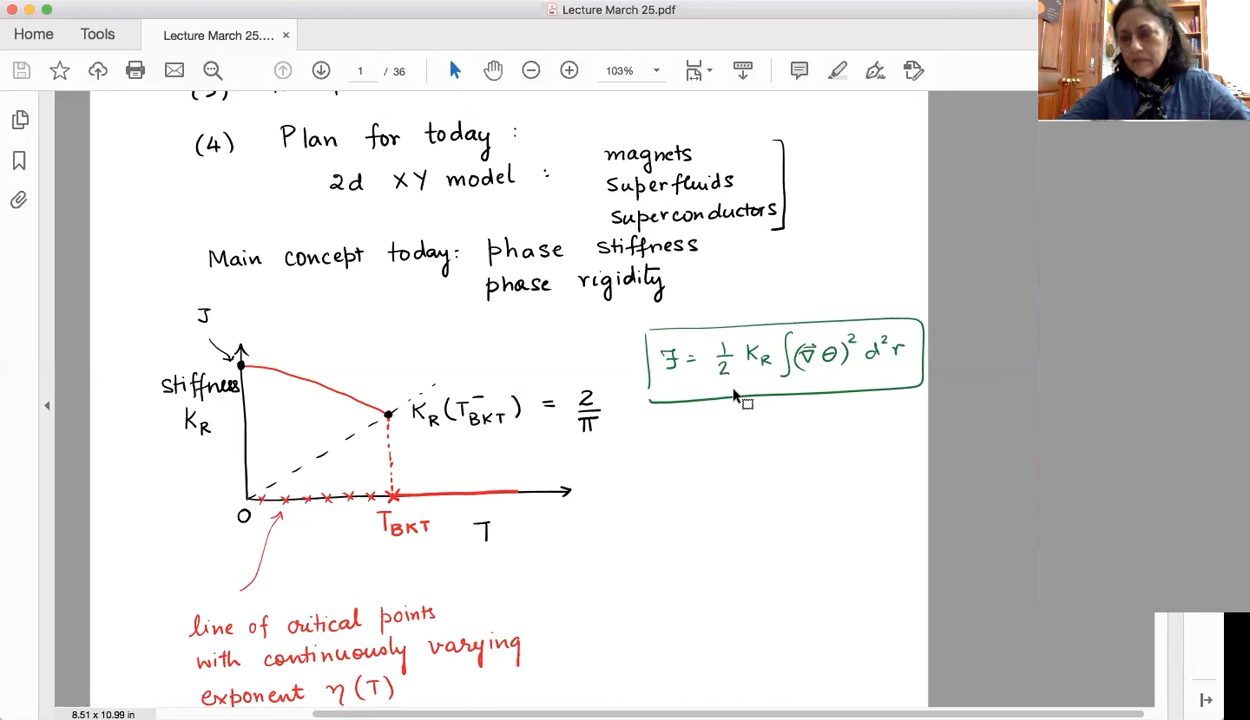 Lecture March 25.pdf
Home Tools Lecture March 25.... ×
1 / 36 103%
(4) Plan for today :
2d XY model : magnets
superfluids
superconductors
Main concept today: phase stiffness
phase rigidity
J
stiffness
K_R
K_R(T⁻_BKT) = 2/π
ℱ = 1/2 K_R ∫(∇⃗θ)² d²r
O
T_BKT
T
line of critical points
with continuously varying
exponent η(T)
8.51 x 10.99 in